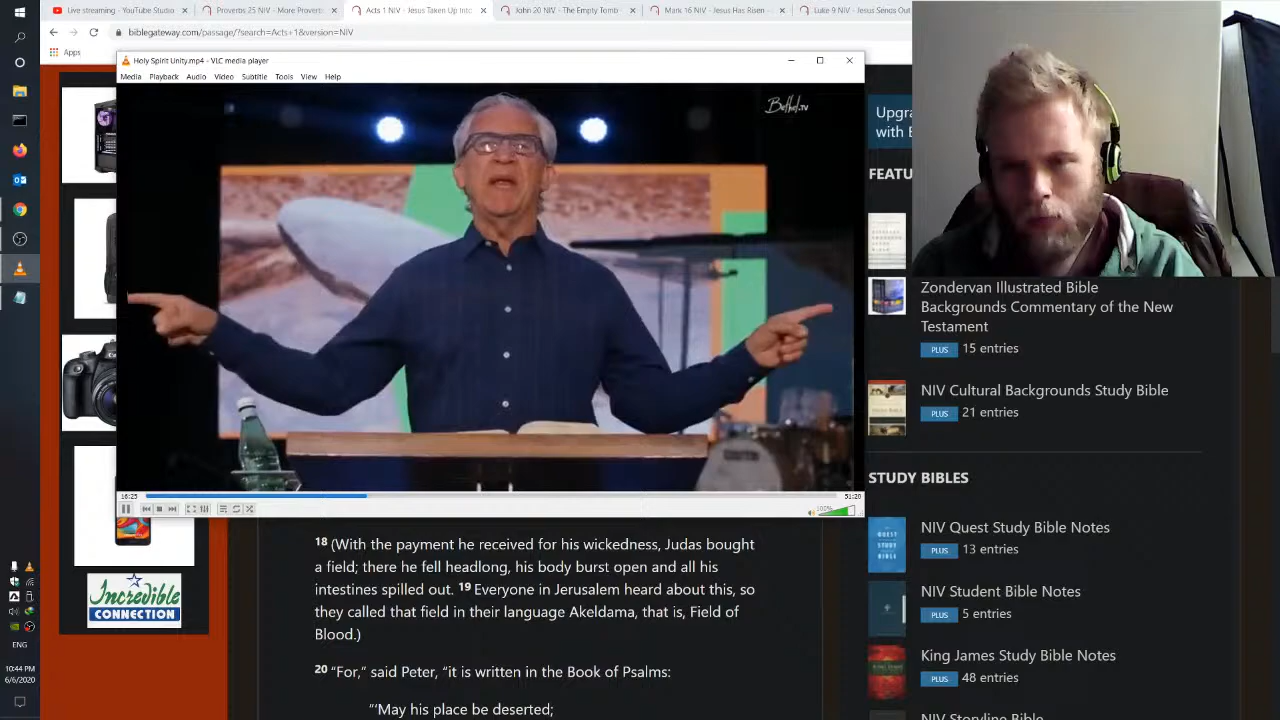 Live streaming - YouTube Studio
Proverbs 25 NIV - More Proverbs
Acts 1 NIV - Jesus Taken Up Into
John 20 NIV - The Empty Tomb
Mark 16 NIV - Jesus Has Risen
Luke 9 NIV - Jesus Sends Out
biblegateway.com/passage/?search=Acts+1&version=NIV
Apps
Holy Spirit Unity.mp4 - VLC media player
Media Playback Audio Video Subtitle Tools View Help
Bethel.TV
16:25
51:20
100%
Upgra
with B
FEATU
Zondervan Illustrated Bible
Backgrounds Commentary of the New
Testament
PLUS 15 entries
NIV Cultural Backgrounds Study Bible
PLUS 21 entries
STUDY BIBLES
NIV Quest Study Bible Notes
PLUS 13 entries
NIV Student Bible Notes
PLUS 5 entries
King James Study Bible Notes
PLUS 48 entries
NIV Storyline Bible
Incredible
CONNECTION
18 (With the payment he received for his wickedness, Judas bought
a field; there he fell headlong, his body burst open and all his
intestines spilled out. 19 Everyone in Jerusalem heard about this, so
they called that field in their language Akeldama, that is, Field of
Blood.)
20 “For,” said Peter, “it is written in the Book of Psalms:
“‘May his place be deserted;
ENG
10:44 PM
6/6/2020